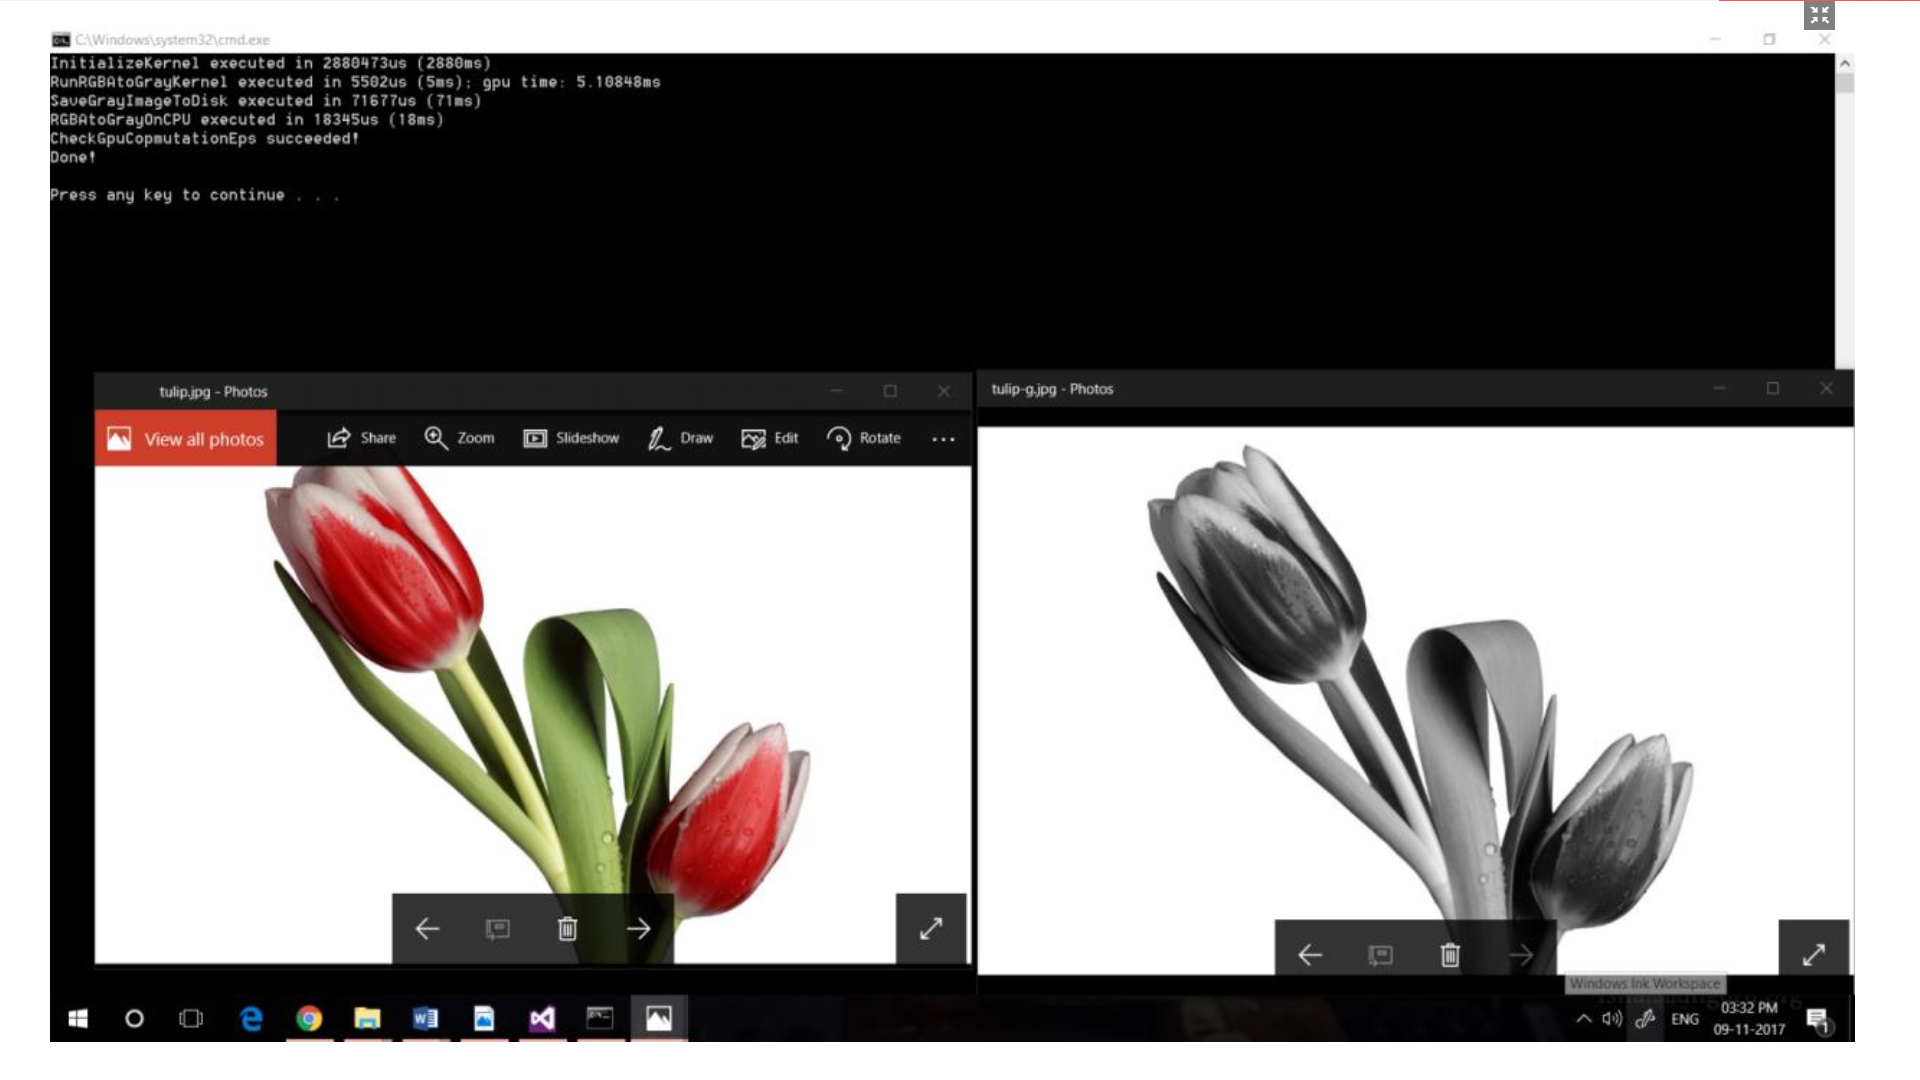 C:\Windows\system32\cmd.exe
InitializeKernel executed in 2880473us (2880ms)
RunRGBAtoGrayKernel executed in 5502us (5ms); gpu time: 5.10848ms
SaveGrayImageToDisk executed in 71677us (71ms)
RGBAtoGrayOnCPU executed in 18345us (18ms)
CheckGpuCopmutationEps succeeded!
Done!
Press any key to continue . . .
tulip.jpg - Photos
View all photos
Share
Zoom
Slideshow
Draw
Edit
Rotate
tulip-g.jpg - Photos
Windows Ink Workspace
ENG
03:32 PM
09-11-2017
1